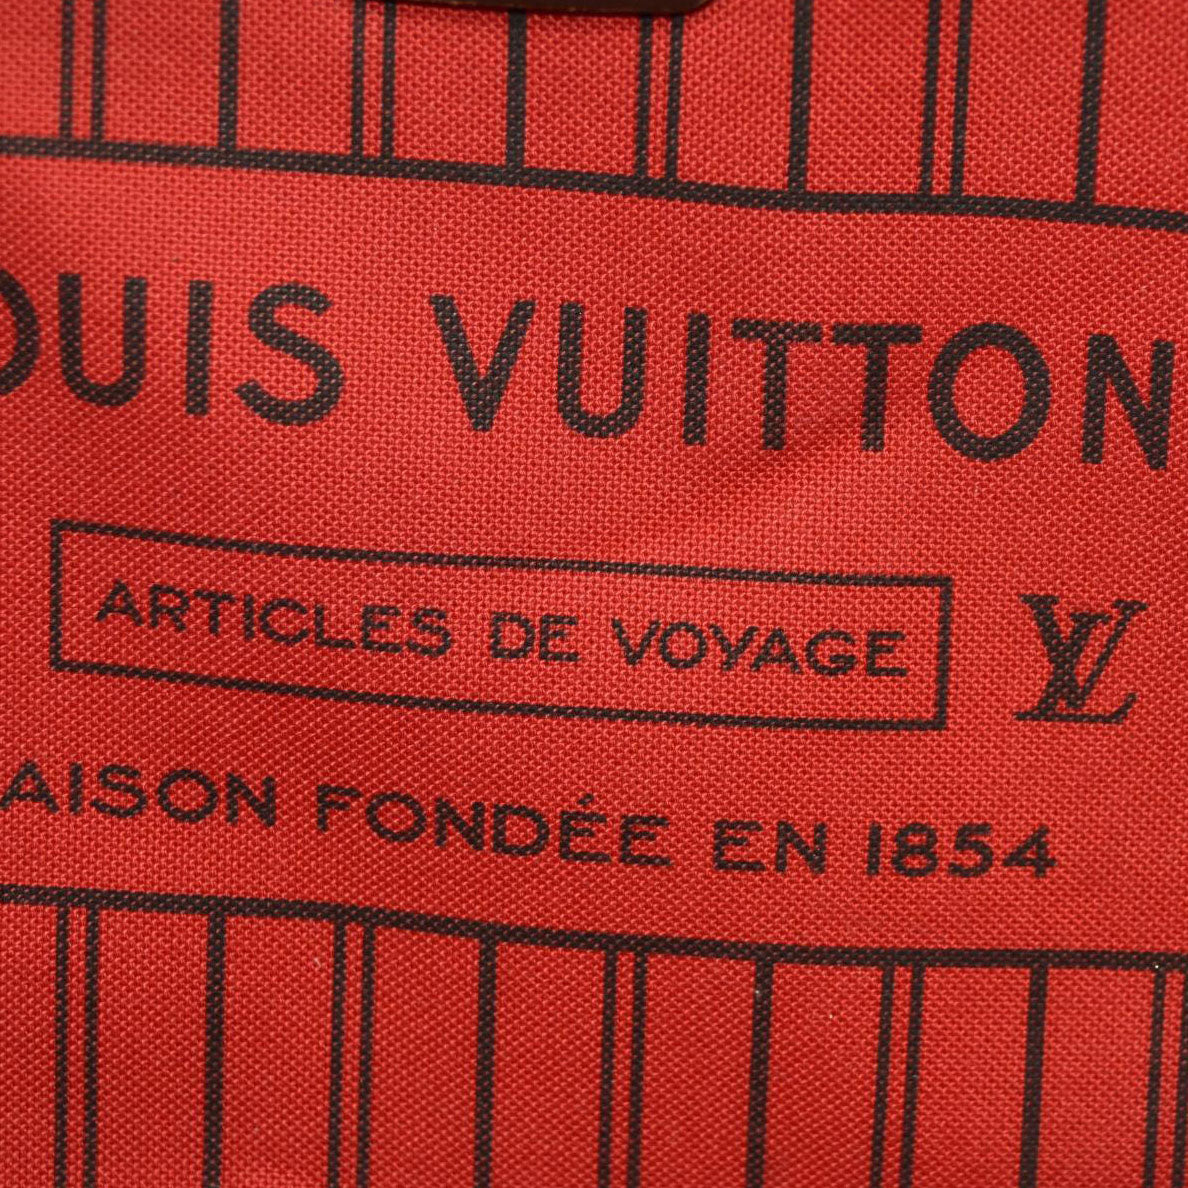 OUIS VUITTON
ARTICLES DE VOYAGE LV
AISON FONDÉE EN 1854